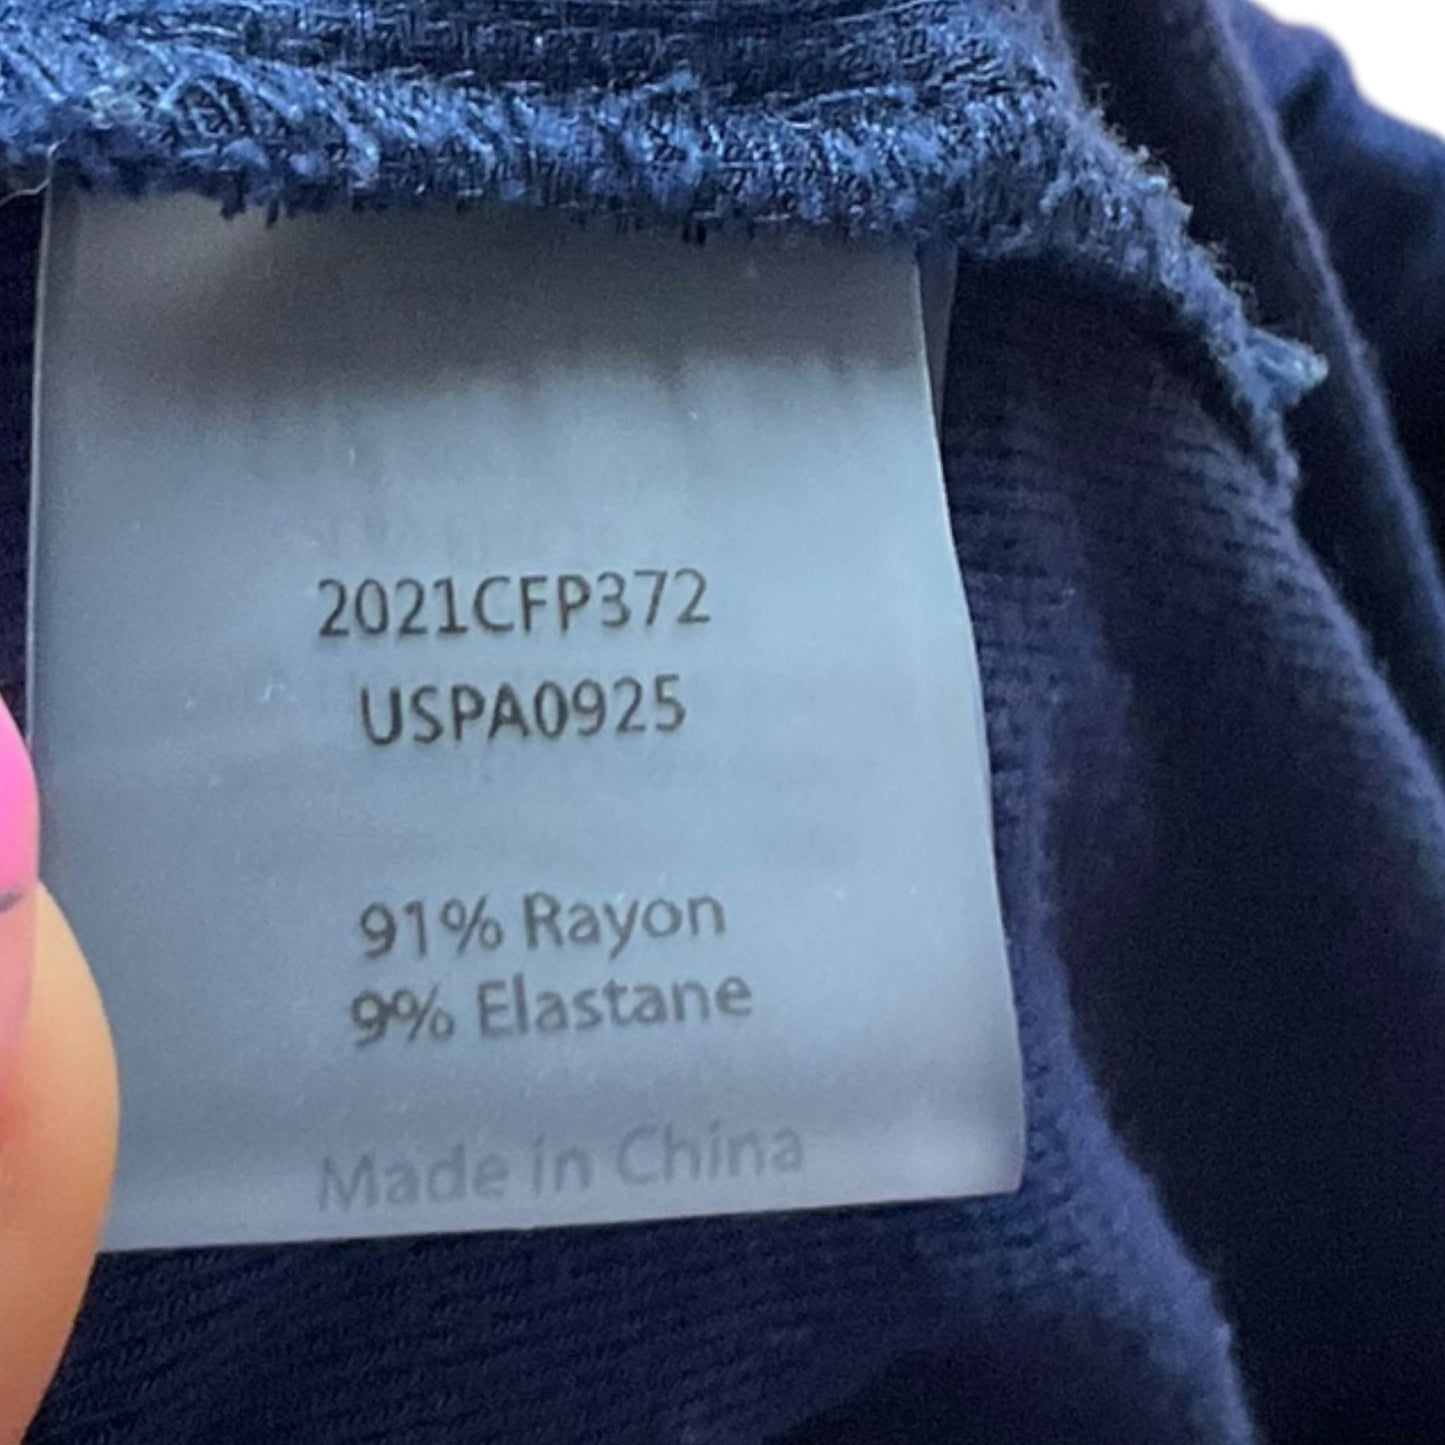 2021CFP372
USPA0925
91% Rayon
9% Elastane
Made in China